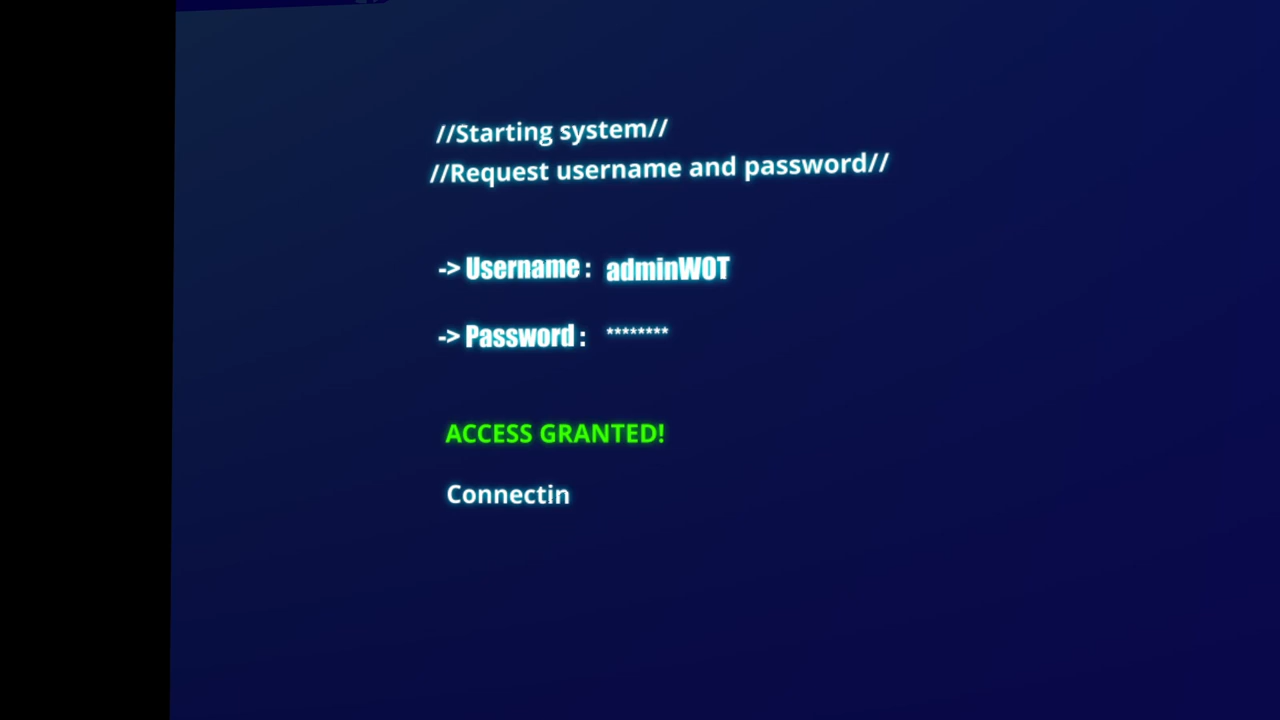 //Starting system//
//Request username and password//
-> Username : adminWOT
-> Password : ********
ACCESS GRANTED!
Connectin